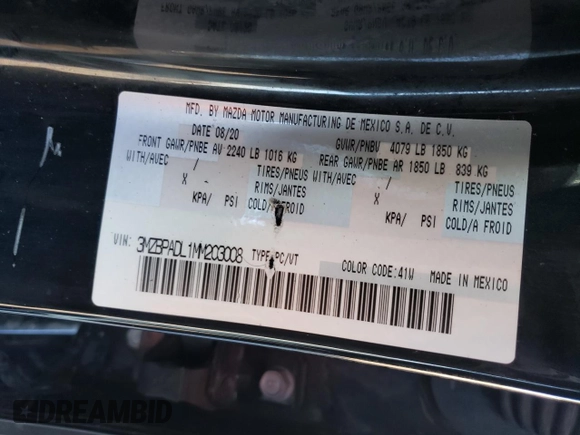 MFD. BY MAZDA MOTOR MANUFACTURING DE MEXICO S.A. DE C.V.
DATE 08/20 GVWR/PNBV 4079 LB 1850 KG
FRONT GAWR/PNBE AV 2240 LB 1016 KG REAR GAWR/PNBE AR 1850 LB 839 KG
WITH/AVEC / TIRES/PNEUS WITH/AVEC / TIRES/PNEUS
X - RIMS/JANTES X - RIMS/JANTES
KPA/ PSI COLD/A FROID KPA/ PSI COLD/A FROID
VIN: 3MZBPADL1MM203008 TYPE:PC/VT COLOR CODE:41W MADE IN MEXICO
DREAMBID